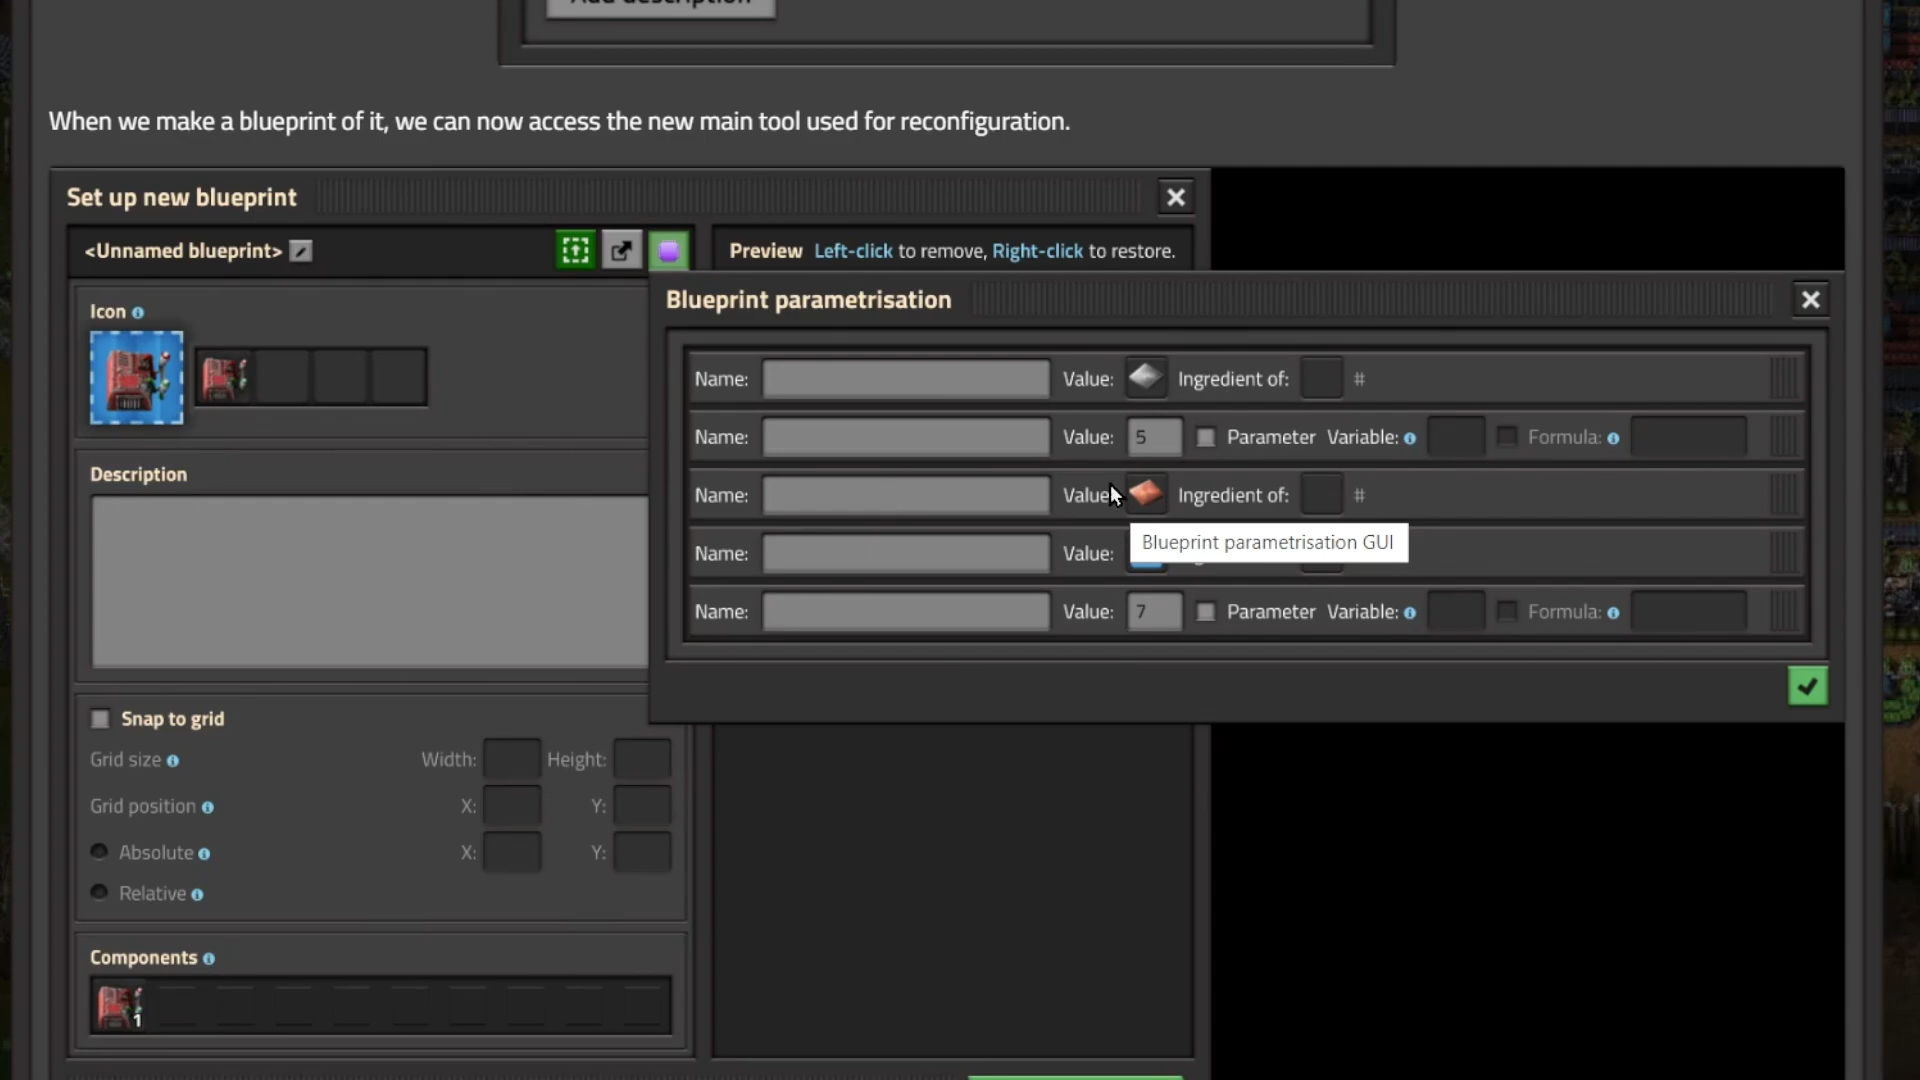 Add description
When we make a blueprint of it, we can now access the new main tool used for reconfiguration.
Set up new blueprint
<Unnamed blueprint>
Preview Left-click to remove, Right-click to restore.
Icon
Blueprint parametrisation
Name: Value: Ingredient of: #
Name: Value: 5 Parameter Variable: Formula:
Description
Name: Value: Ingredient of: #
Blueprint parametrisation GUI
Name: Value:
Name: Value: 7 Parameter Variable: Formula:
Snap to grid
Grid size Width: Height:
Grid position X: Y:
Absolute X: Y:
Relative
Components
1